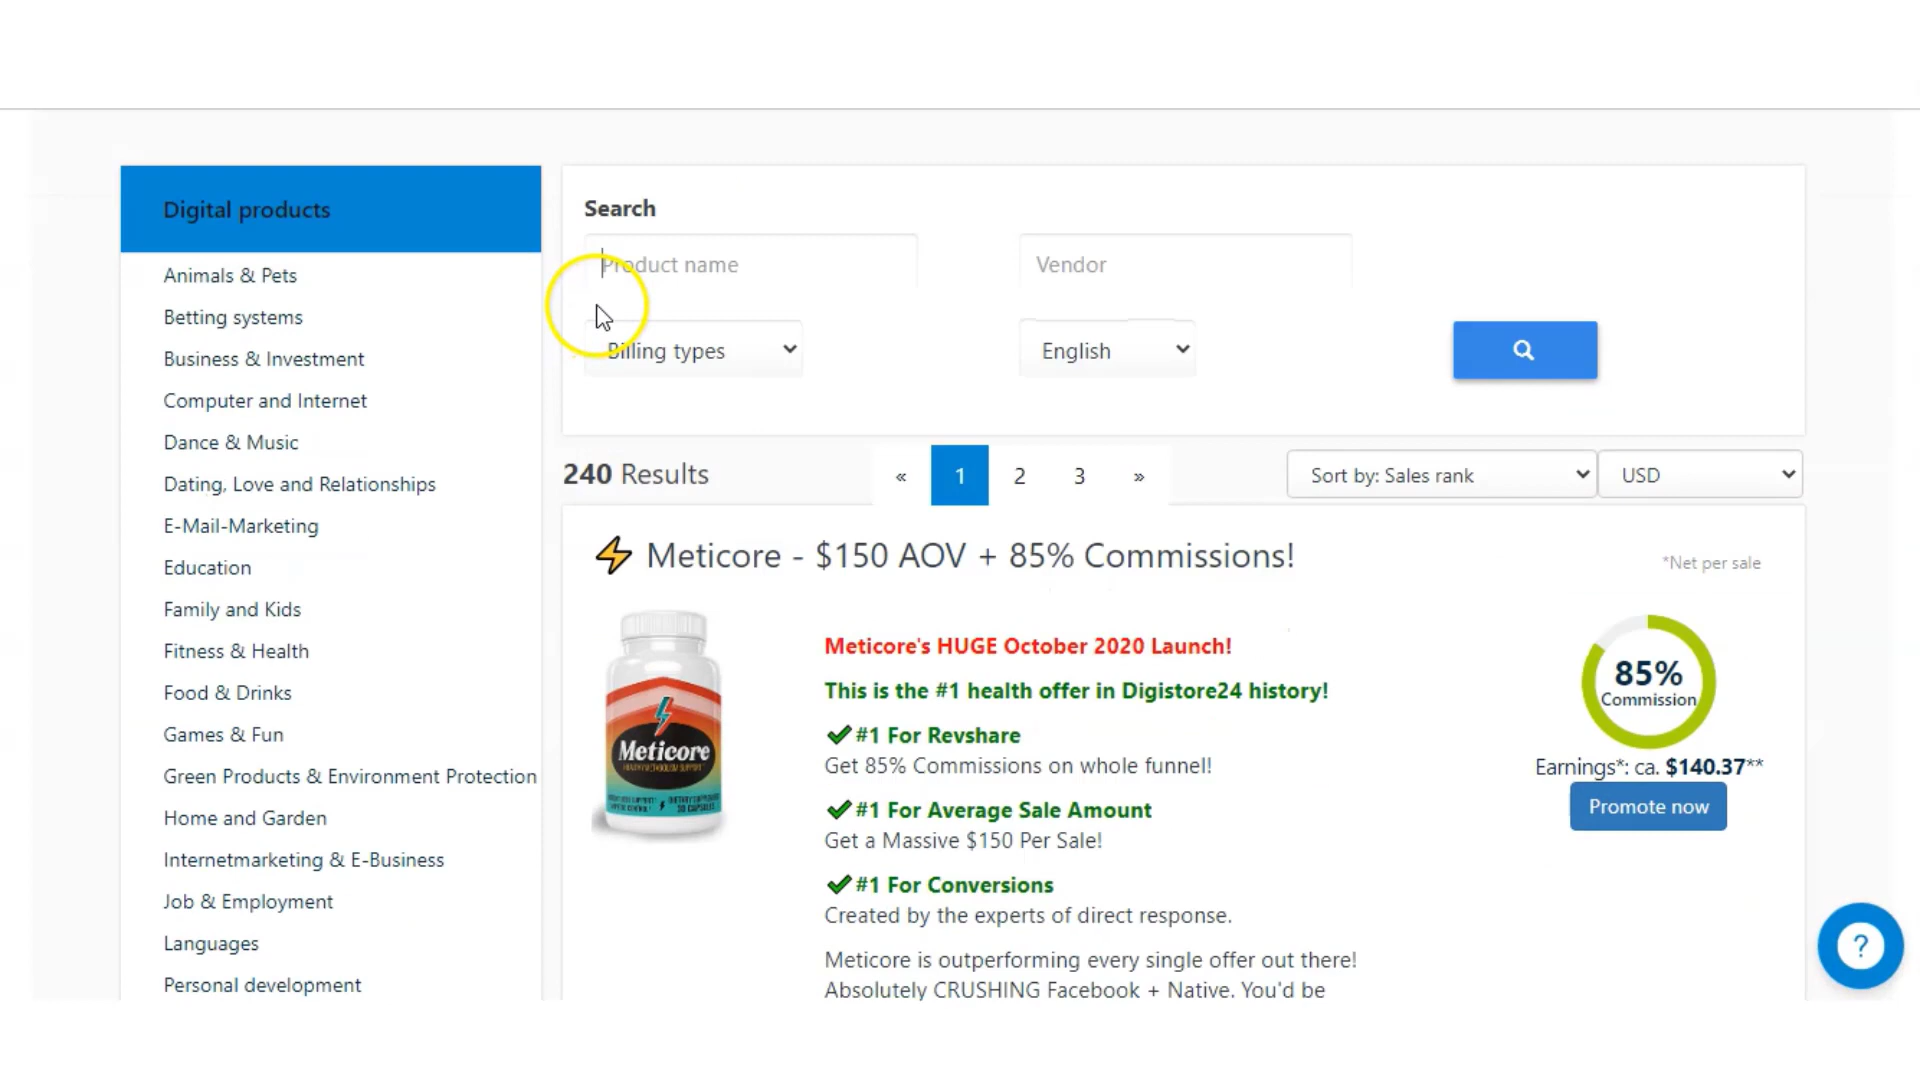 Digital products
Animals & Pets
Betting systems
Business & Investment
Computer and Internet
Dance & Music
Dating, Love and Relationships
E-Mail-Marketing
Education
Family and Kids
Fitness & Health
Food & Drinks
Games & Fun
Green Products & Environment Protection
Home and Garden
Internetmarketing & E-Business
Job & Employment
Languages
Personal development
Search
Product name
Vendor
Billing types
English
240 Results
« 1 2 3 »
Sort by: Sales rank
USD
Meticore - $150 AOV + 85% Commissions!
*Net per sale
Meticore
Meticore's HUGE October 2020 Launch!
This is the #1 health offer in Digistore24 history!
#1 For Revshare
Get 85% Commissions on whole funnel!
#1 For Average Sale Amount
Get a Massive $150 Per Sale!
#1 For Conversions
Created by the experts of direct response.
Meticore is outperforming every single offer out there!
Absolutely CRUSHING Facebook + Native. You'd be
85%
Commission
Earnings*: ca. $140.37**
Promote now
?